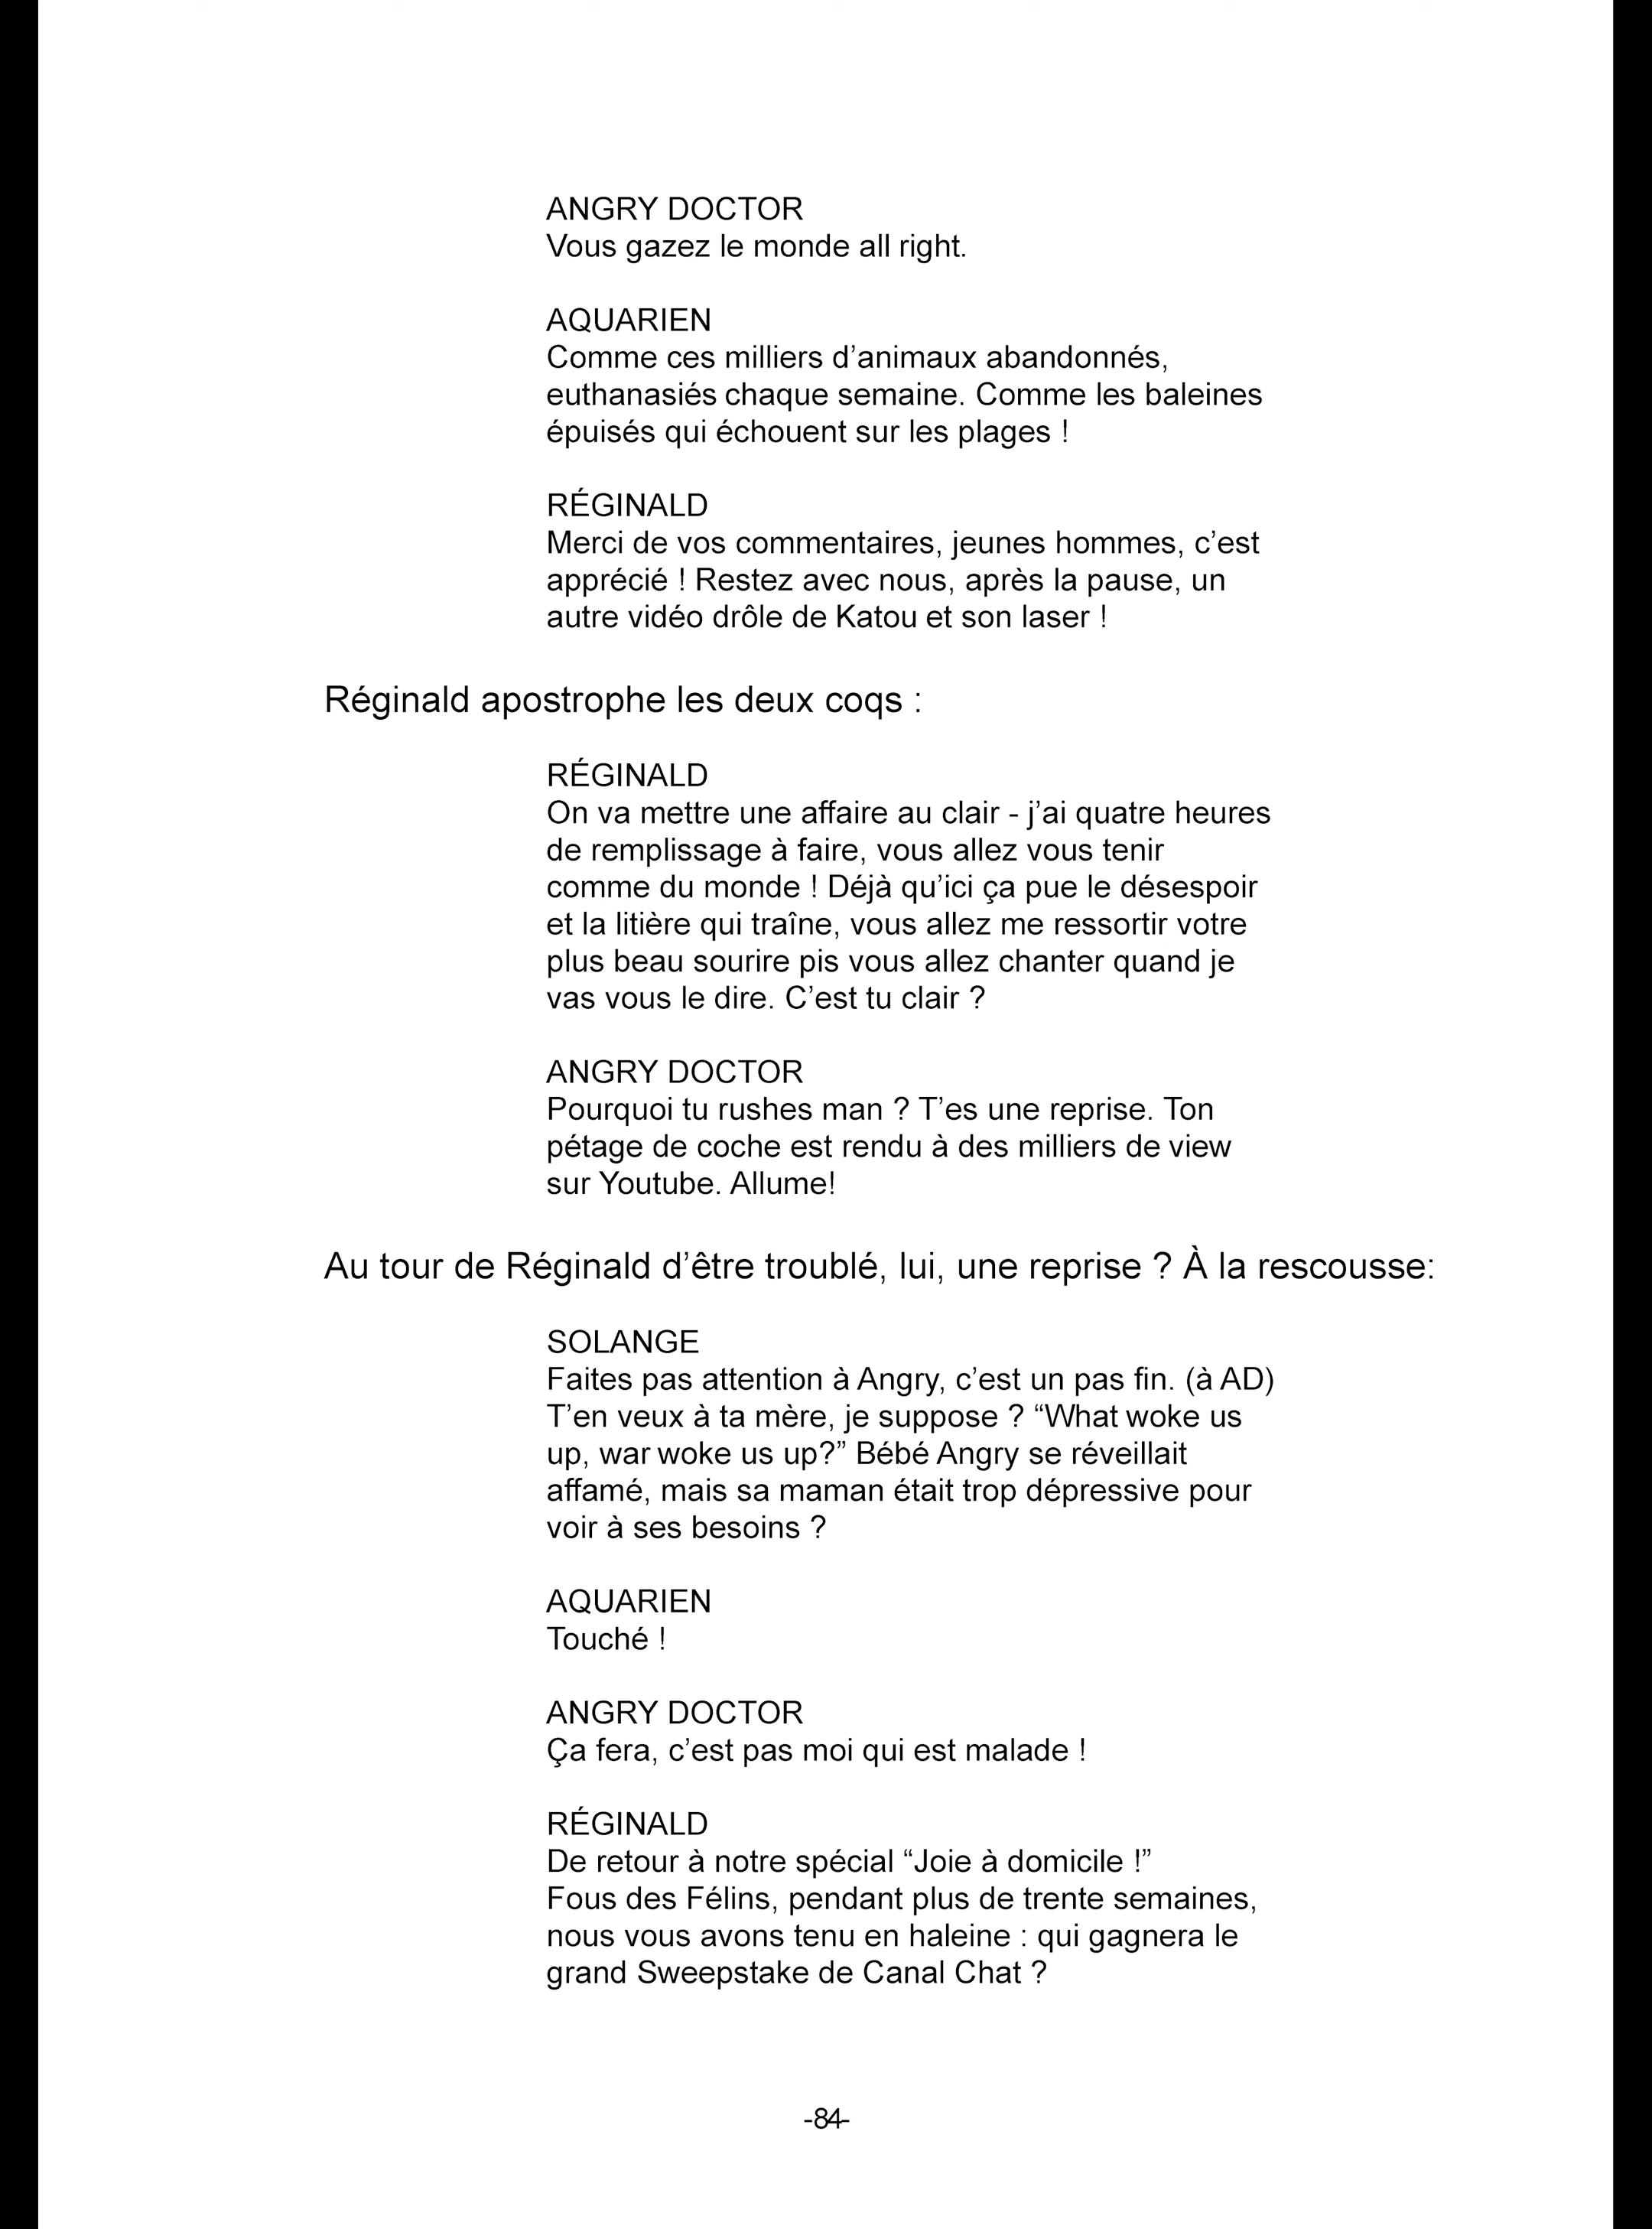 ANGRY DOCTOR
Vous gazez le monde all right.
AQUARIEN
Comme ces milliers d’animaux abandonnés,
euthanasiés chaque semaine. Comme les baleines
épuisés qui échouent sur les plages !
RÉGINALD
Merci de vos commentaires, jeunes hommes, c’est
apprécié ! Restez avec nous, après la pause, un
autre vidéo drôle de Katou et son laser !
Réginald apostrophe les deux coqs :
RÉGINALD
On va mettre une affaire au clair - j’ai quatre heures
de remplissage à faire, vous allez vous tenir
comme du monde ! Déjà qu’ici ça pue le désespoir
et la litière qui traîne, vous allez me ressortir votre
plus beau sourire pis vous allez chanter quand je
vas vous le dire. C’est tu clair ?
ANGRY DOCTOR
Pourquoi tu rushes man ? T’es une reprise. Ton
pétage de coche est rendu à des milliers de view
sur Youtube. Allume!
Au tour de Réginald d’être troublé, lui, une reprise ? À la rescousse:
SOLANGE
Faites pas attention à Angry, c’est un pas fin. (à AD)
T’en veux à ta mère, je suppose ? “What woke us
up, war woke us up?” Bébé Angry se réveillait
affamé, mais sa maman était trop dépressive pour
voir à ses besoins ?
AQUARIEN
Touché !
ANGRY DOCTOR
Ça fera, c’est pas moi qui est malade !
RÉGINALD
De retour à notre spécial “Joie à domicile !”
Fous des Félins, pendant plus de trente semaines,
nous vous avons tenu en haleine : qui gagnera le
grand Sweepstake de Canal Chat ?
-84-